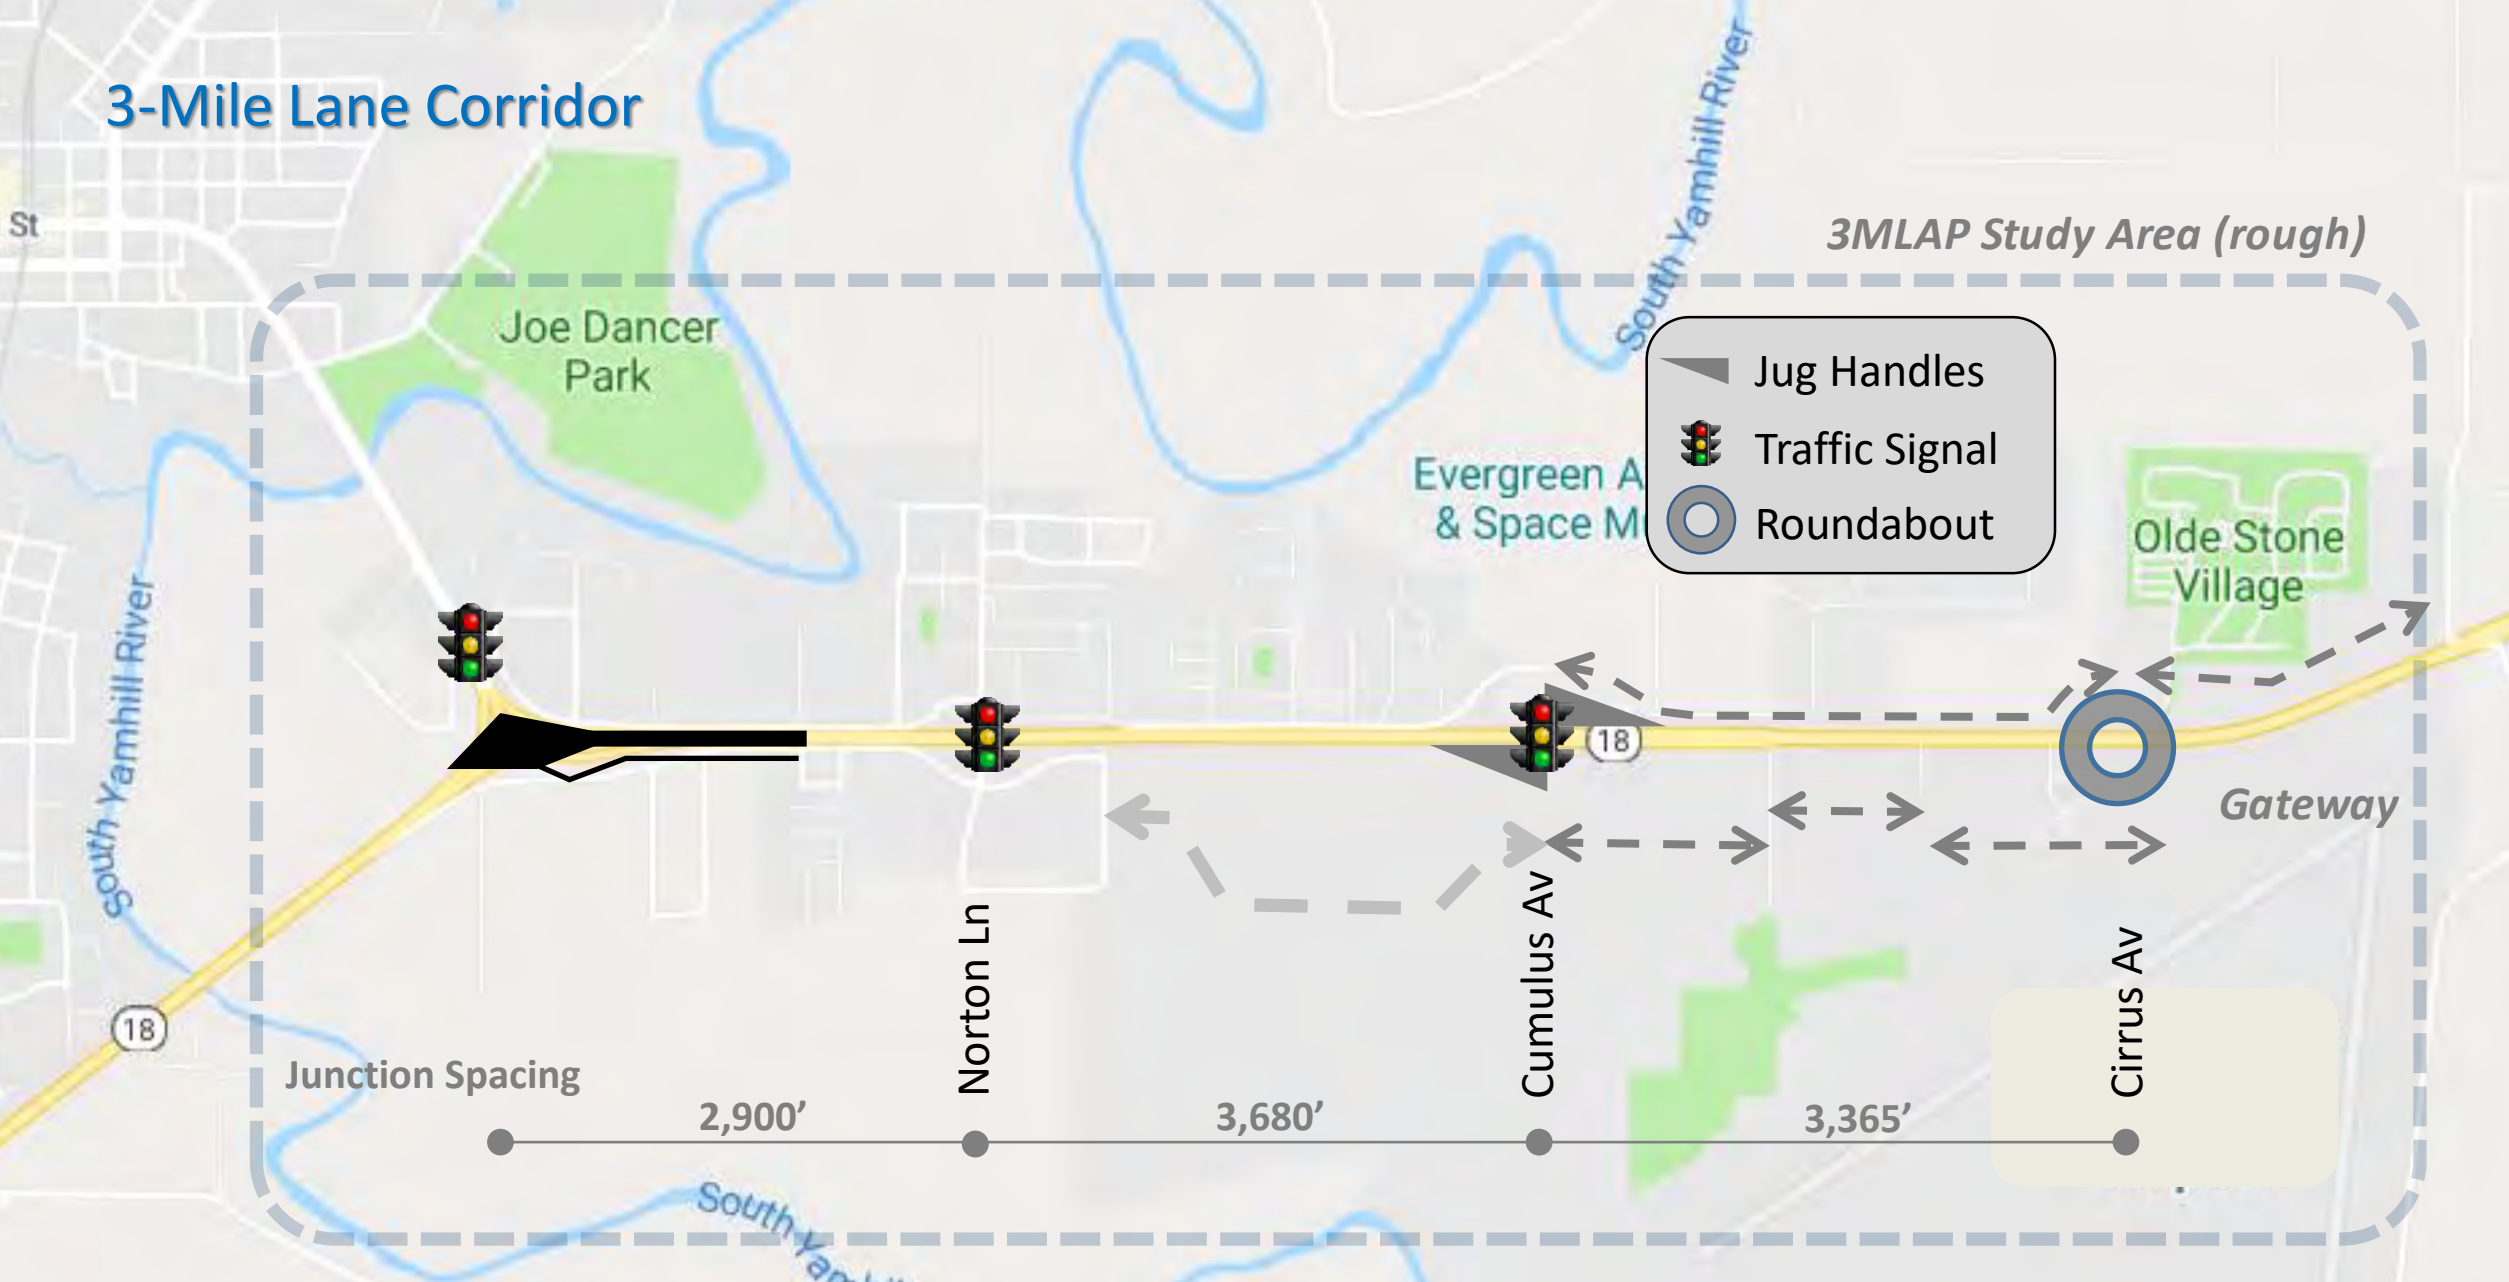 3-Mile Lane Corridor
St
South Yamhill River
3MLAP Study Area (rough)
Joe Dancer
Park
Jug Handles
Traffic Signal
Roundabout
Evergreen A
& Space M
Olde Stone
Village
South Yamhill River
18
Gateway
18
Norton Ln
Cumulus Av
Cirrus Av
Junction Spacing
2,900’
3,680’
3,365’
South